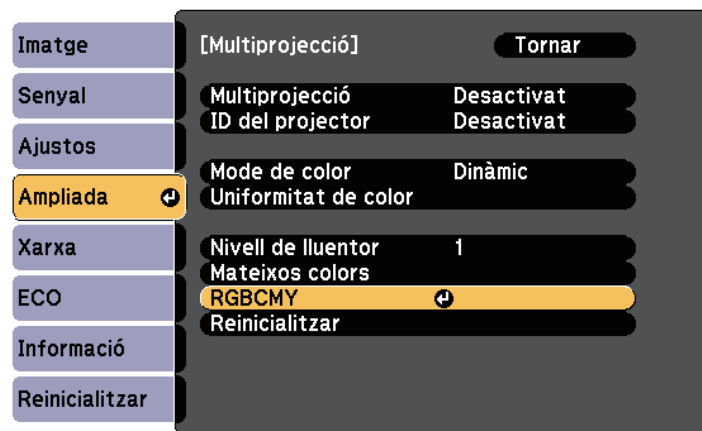 Imatge
Senyal
Ajustos
Ampliada
Xarxa
ECO
Informació
Reinicialitzar
[Multiprojecció] Tornar
Multiprojecció Desactivat
ID del projector Desactivat
Mode de color Dinàmic
Uniformitat de color
Nivell de lluentor 1
Mateixos colors
RGBCMY
Reinicialitzar